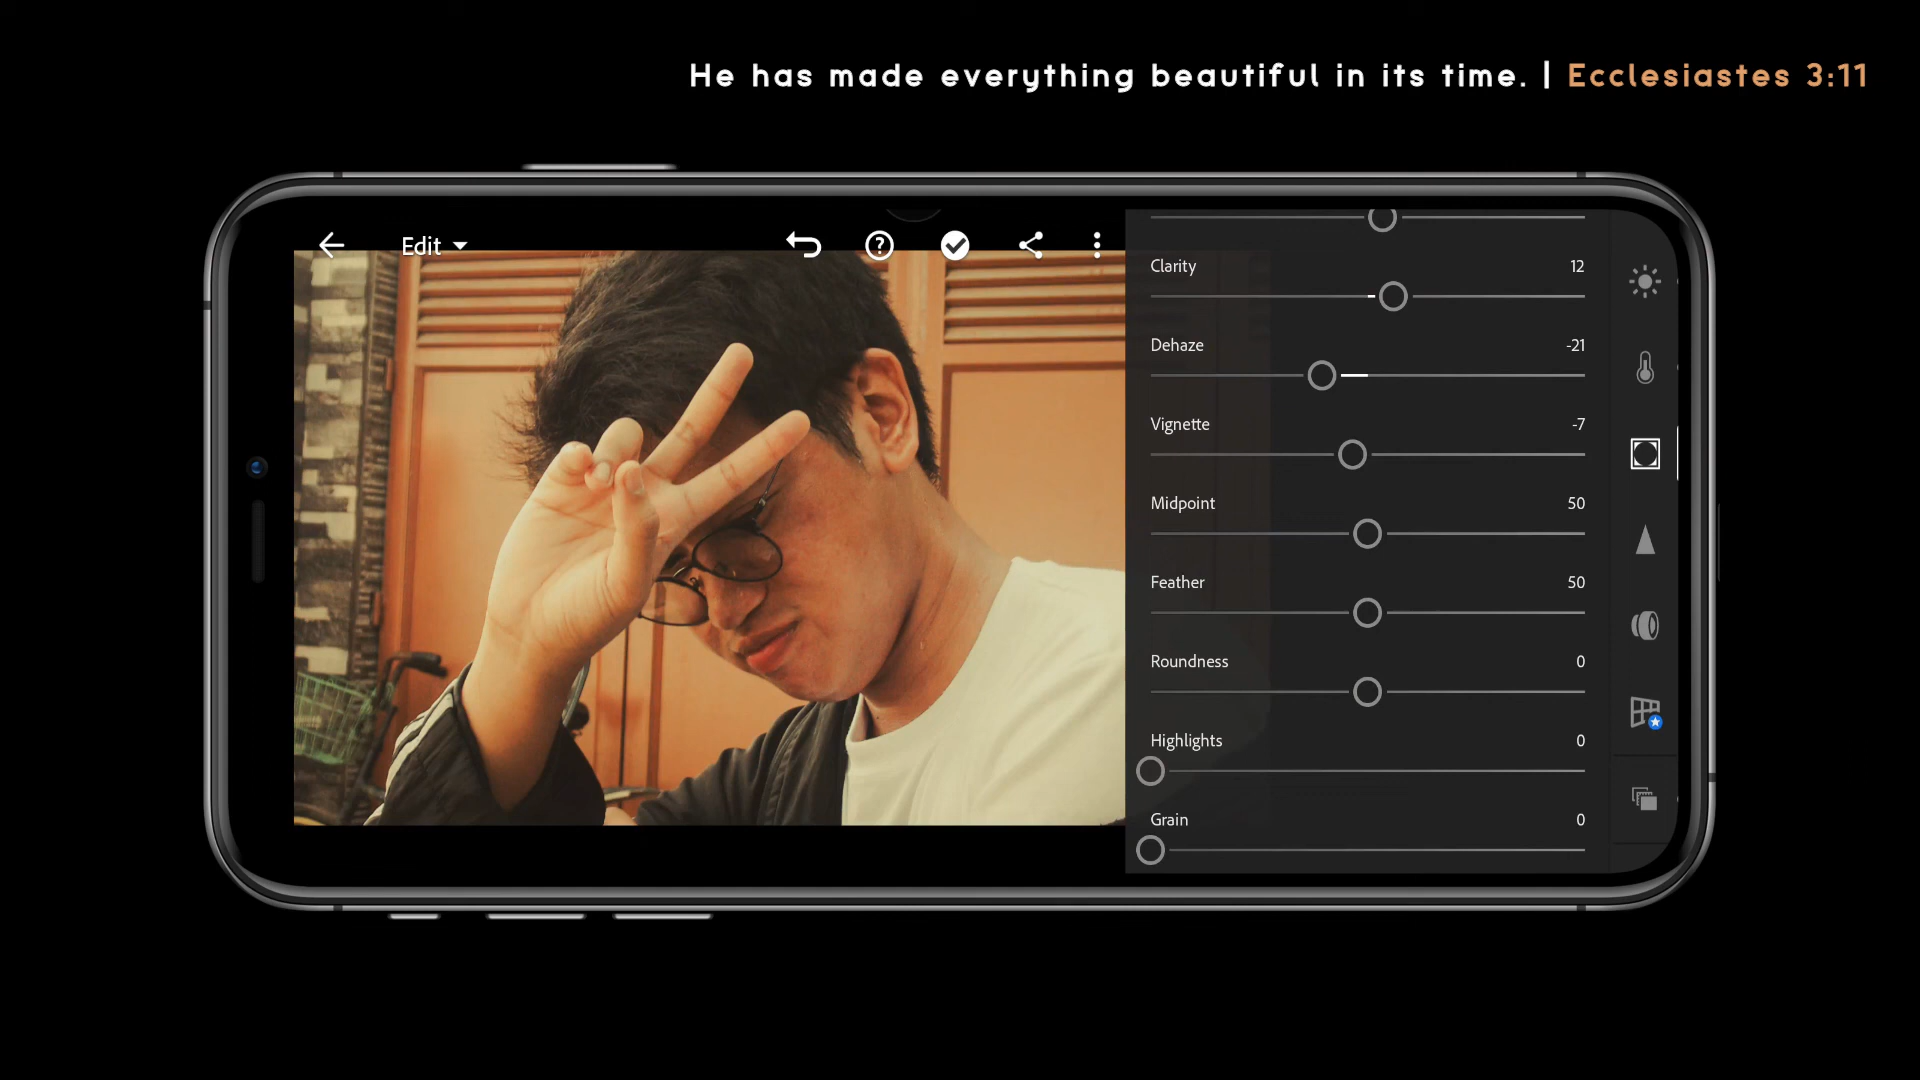 He has made everything beautiful in its time. | Ecclesiastes 3:11
Edit
Clarity 12
Dehaze -21
Vignette -7
Midpoint 50
Feather 50
Roundness 0
Highlights 0
Grain 0